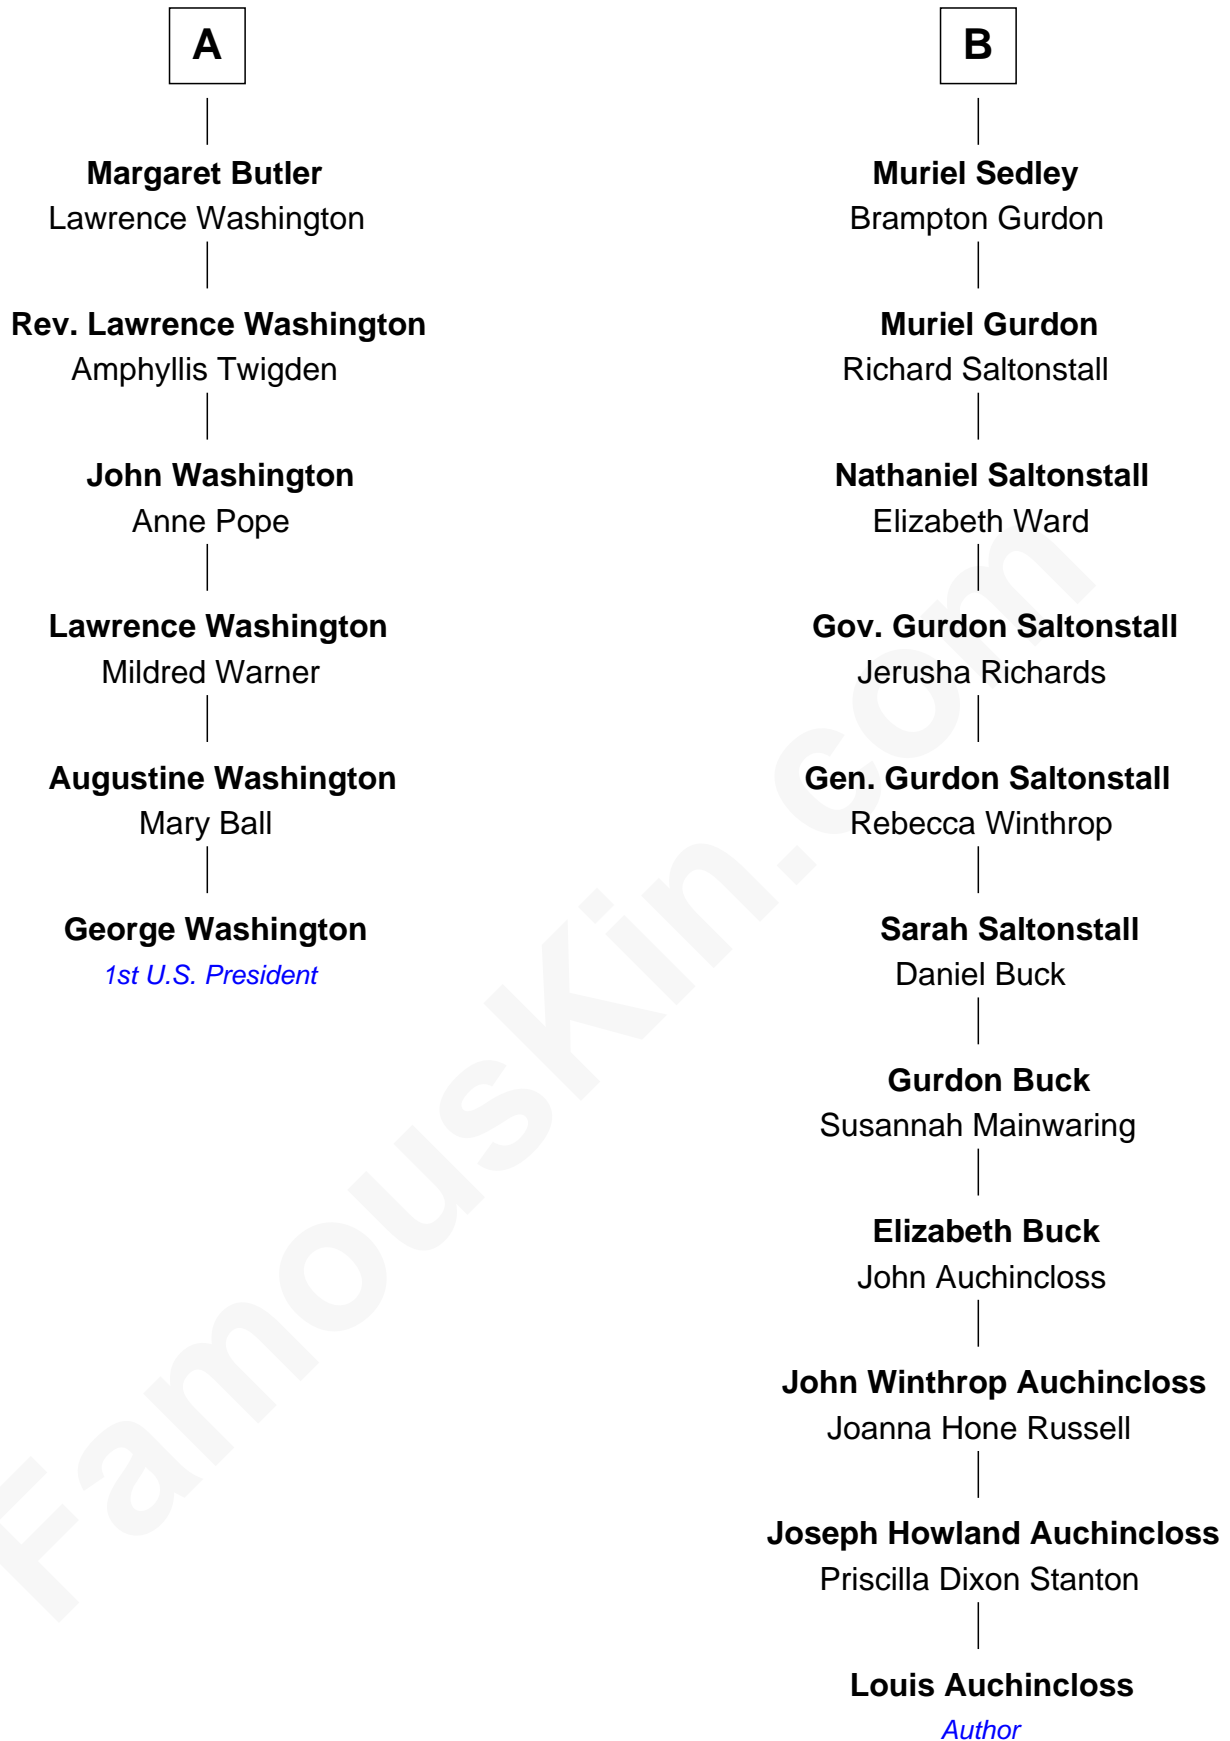 A
Margaret Butler
Lawrence Washington
Rev. Lawrence Washington
Amphyllis Twigden
John Washington
Anne Pope
Lawrence Washington
Mildred Warner
Augustine Washington
Mary Ball
George Washington
1st U.S. President
B
Muriel Sedley
Brampton Gurdon
Muriel Gurdon
Richard Saltonstall
Nathaniel Saltonstall
Elizabeth Ward
Gov. Gurdon Saltonstall
Jerusha Richards
Gen. Gurdon Saltonstall
Rebecca Winthrop
Sarah Saltonstall
Daniel Buck
Gurdon Buck
Susannah Mainwaring
Elizabeth Buck
John Auchincloss
John Winthrop Auchincloss
Joanna Hone Russell
Joseph Howland Auchincloss
Priscilla Dixon Stanton
Louis Auchincloss
Author
FamousKin.com